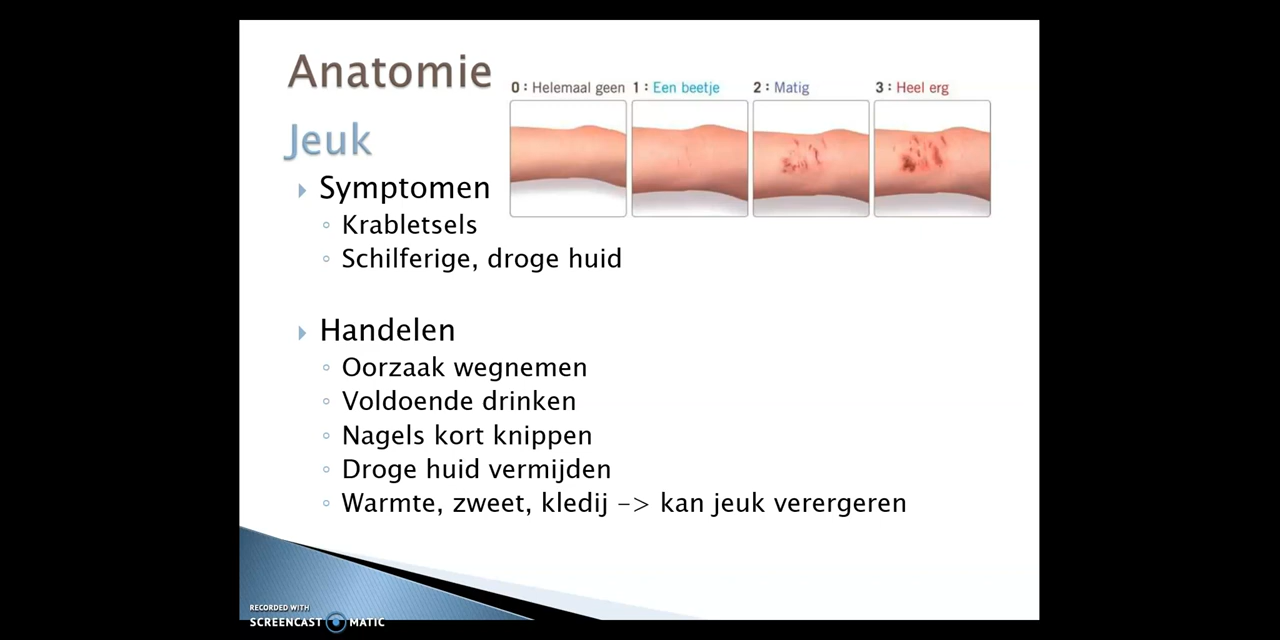 Anatomie
0 : Helemaal geen 1 : Een beetje 2 : Matig 3 : Heel erg
Jeuk
Symptomen
Krabletsels
Schilferige, droge huid
Handelen
Oorzaak wegnemen
Voldoende drinken
Nagels kort knippen
Droge huid vermijden
Warmte, zweet, kledij –> kan jeuk verergeren
RECORDED WITH
SCREENCAST MATIC